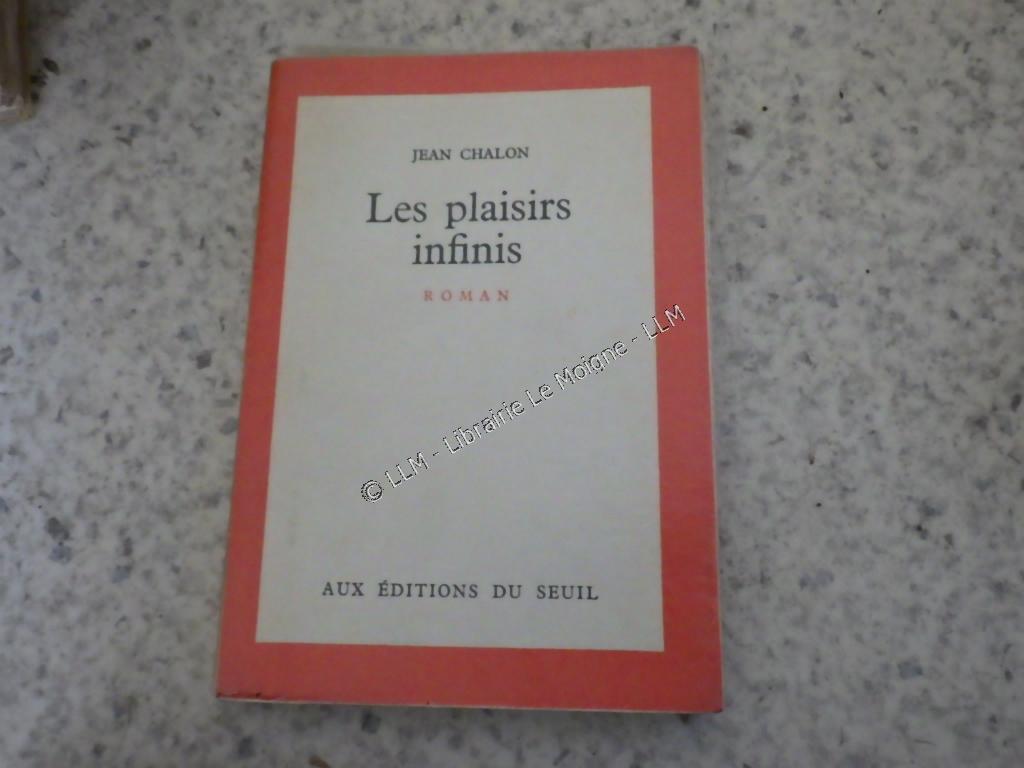 JEAN CHALON
Les plaisirs
infinis
ROMAN
© LLM - Librairie Le Moigne - LLM
AUX ÉDITIONS DU SEUIL